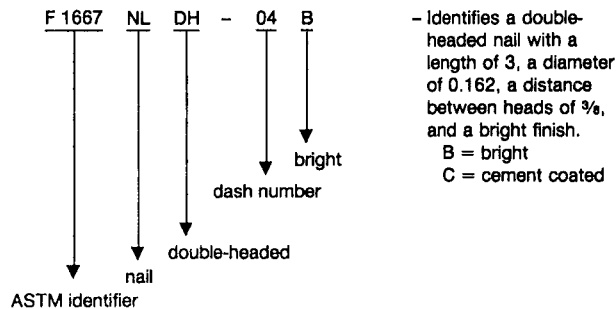 F 1667 NL DH - 04 B
bright
dash number
double-headed
nail
ASTM identifier
– Identifies a double-
headed nail with a
length of 3, a diameter
of 0.162, a distance
between heads of ⅜,
and a bright finish.
B = bright
C = cement coated